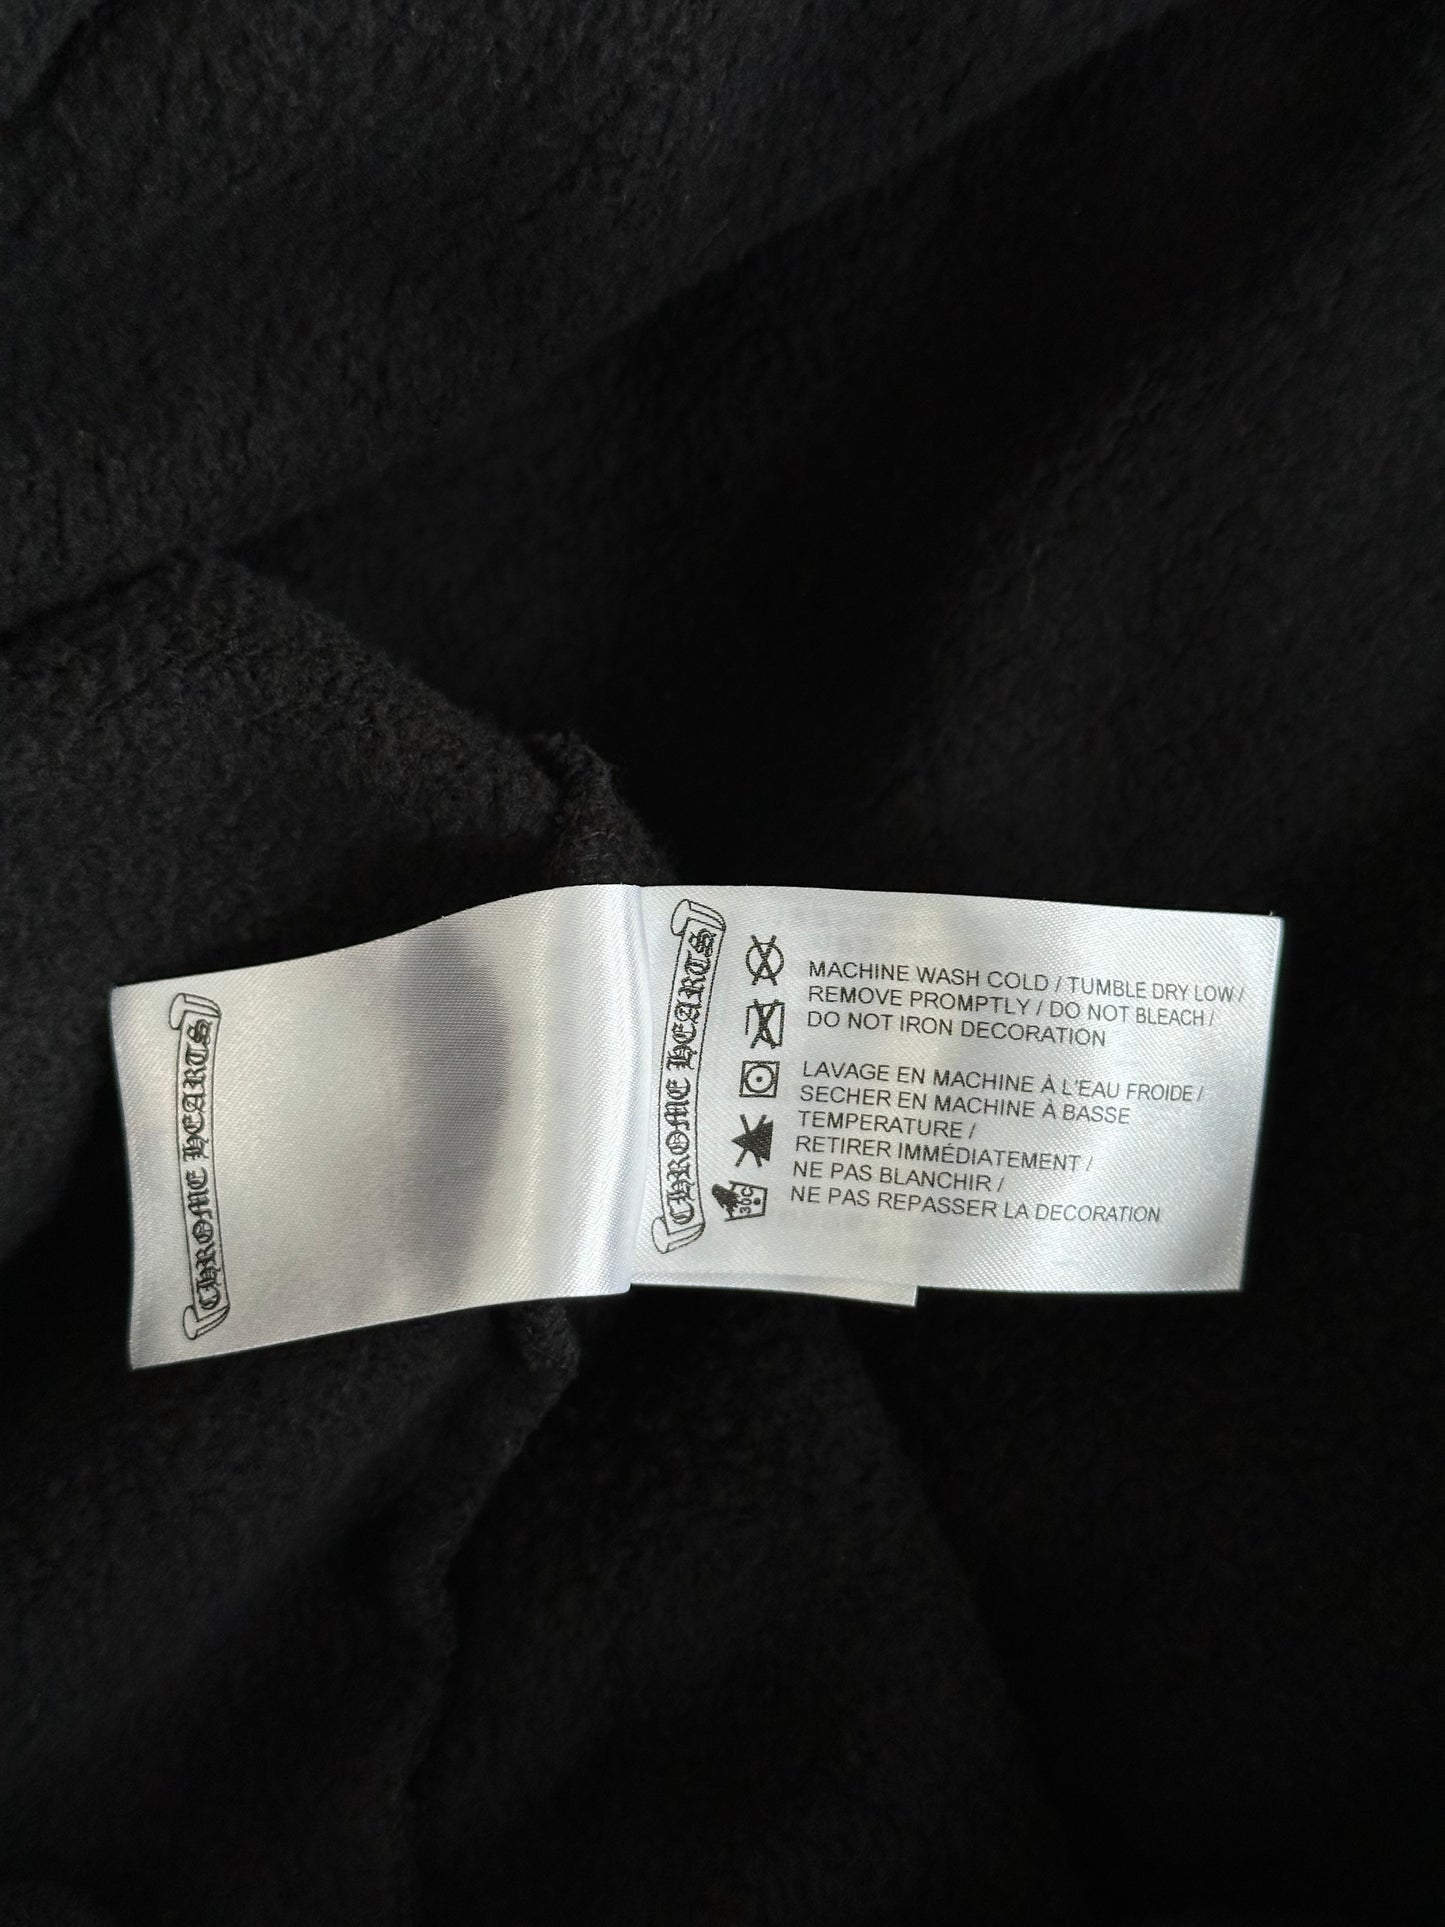 CHROME HEARTS
CHROME HEARTS
MACHINE WASH COLD / TUMBLE DRY LOW /
REMOVE PROMPTLY / DO NOT BLEACH /
DO NOT IRON DECORATION
LAVAGE EN MACHINE À L'EAU FROIDE /
SECHER EN MACHINE À BASSE
TEMPERATURE /
RETIRER IMMÉDIATEMENT /
NE PAS BLANCHIR /
NE PAS REPASSER LA DECORATION
30C